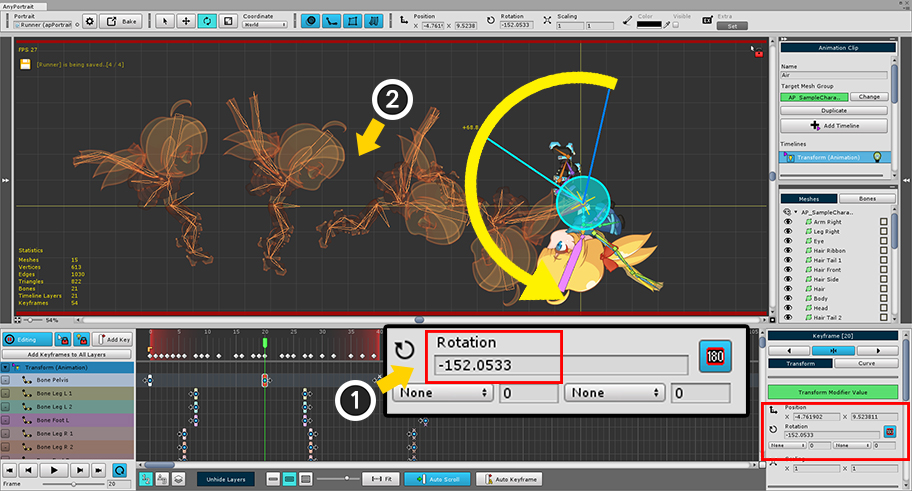 AnyPortrait
Portrait
Runner (apPortrait
Bake
Coordinate
World
Position
X -4.7619
Y 9.5238
Rotation
-152.0533
Scaling
1
1
Color
Visible
Extra
Set
FPS 27
[Runner] is being saved..[4 / 4]
2
+68.8
Statistics
Meshes 15
Vertices 613
Edges 1030
Triangles 822
Bones 21
Timeline Layers 21
Keyframes 54
54%
Animation Clip
Name
Air
Target Mesh Group
AP_SampleChara..
Change
Duplicate
Add Timeline
Timelines
Transform (Animation)
Meshes
Bones
AP_SampleChara..
Arm Right
Leg Right
Eye
Hair Ribbon
Hair Tail 1
Hair Front
Hair Side
Hair
Body
Head
Hair Tail 2
Editing
Add Key
Add Keyframes to All Layers
Transform (Animation)
Bone Pelvis
Bone Leg L 1
Bone Leg L 2
Bone Foot L
Bone Leg R 1
Bone Leg R 2
0 5 10 15 20 25 30 35 40
1
Rotation
-152.0533
180
None 0 None 0
Keyframe [20]
Transform
Curve
Transform Modifier Value
Position
X -4.761902 Y 9.523811
Rotation
-152.0533
None 0 None 0
X 1 Y 1
Frame
20
Unhide Layers
Fit
Auto Scroll
Auto Keyframe